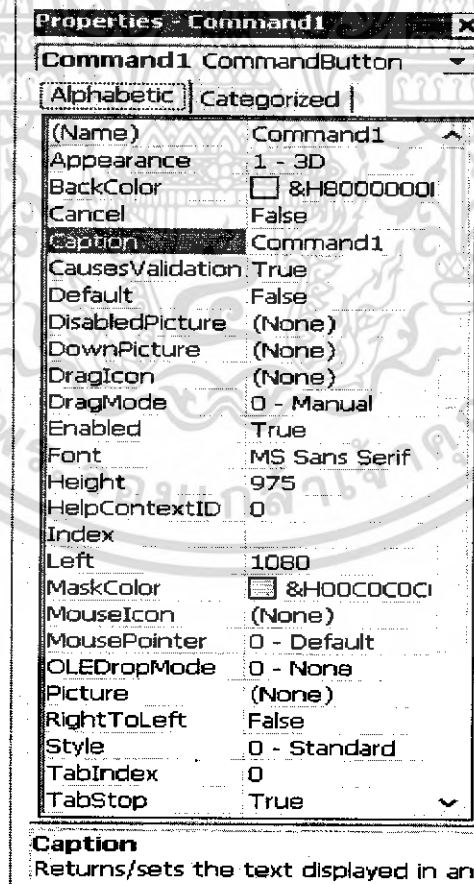 Properties - Command1
Command1 CommandButton
Alphabetic Categorized
(Name) Command1
Appearance 1 - 3D
BackColor &H8000000
Cancel False
Caption Command1
CausesValidation True
Default False
DisabledPicture (None)
DownPicture (None)
DragIcon (None)
DragMode 0 - Manual
Enabled True
Font MS Sans Serif
Height 975
HelpContextID 0
Index
Left 1080
MaskColor &H00C0C0C
MouseIcon (None)
MousePointer 0 - Default
OLEDropMode 0 - None
Picture (None)
RightToLeft False
Style 0 - Standard
TabIndex 0
TabStop True
Caption
Returns/sets the text displayed in an